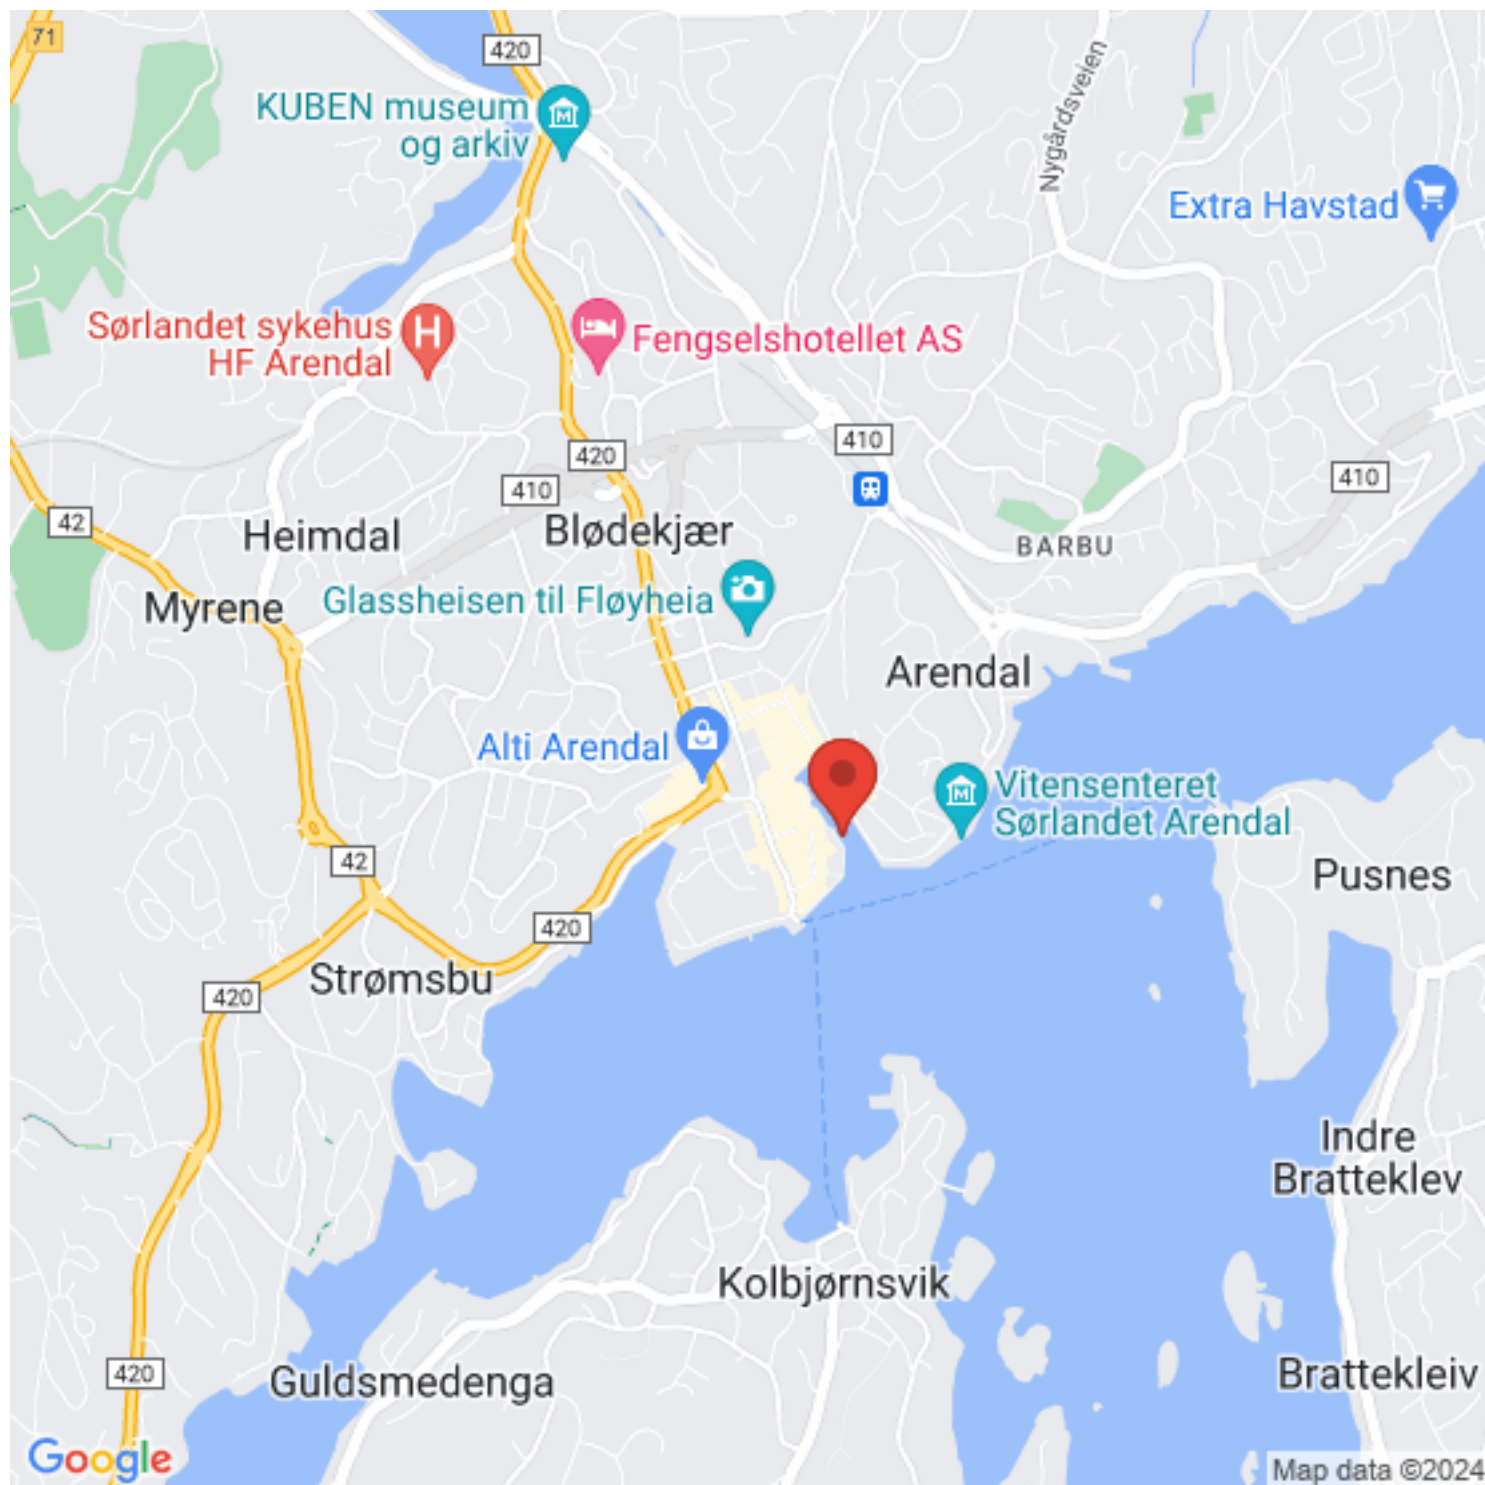 71
420
KUBEN museum
og arkiv
Nygårdsveien
Extra Havstad
Sørlandet sykehus
HF Arendal
Fengselshotellet AS
410
420
410
410
42
Heimdal
Blødekjær
BARBU
Glassheisen til Fløyheia
Myrene
Arendal
Alti Arendal
Vitensenteret
Sørlandet Arendal
42
Pusnes
420
Strømsbu
420
Indre
Bratteklev
Kolbjørnsvik
420
Guldsmedenga
Brattekleiv
Google
Map data ©2024